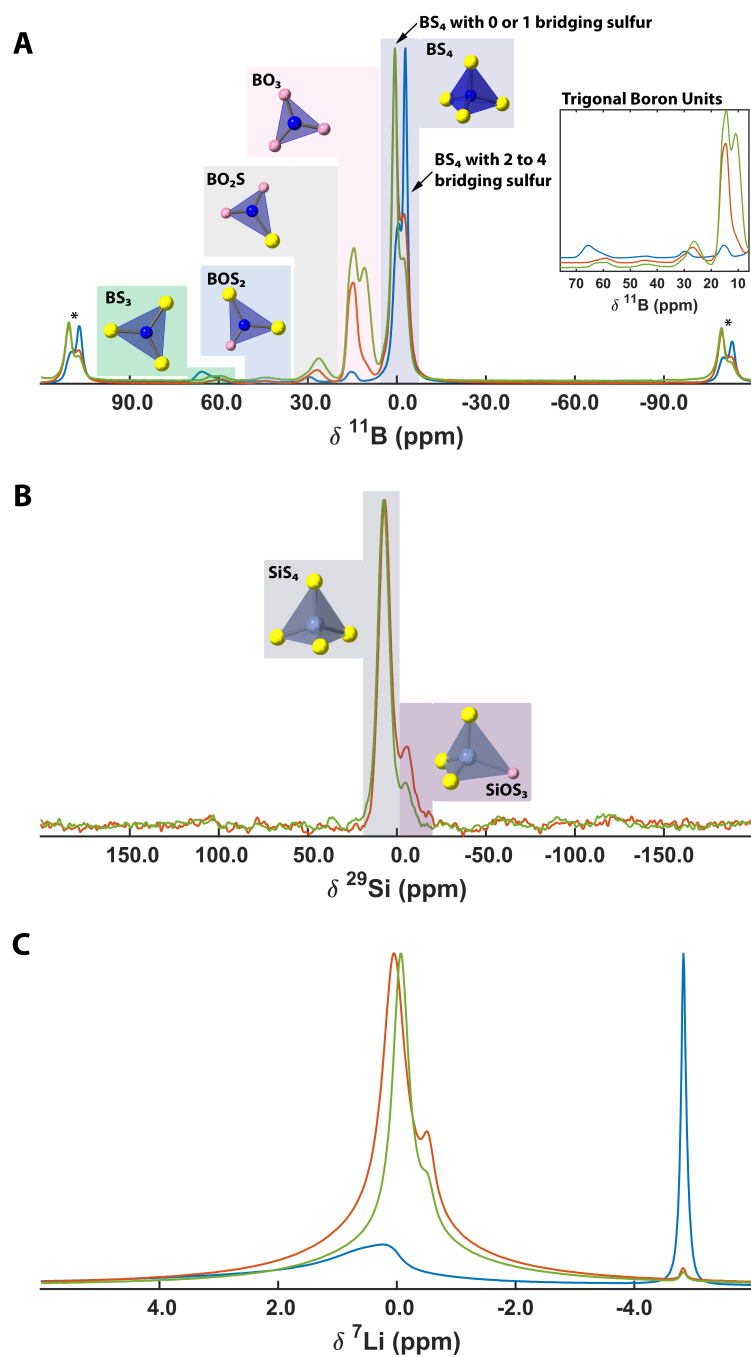 A
BS₄ with 0 or 1 bridging sulfur
BS₄
BO₃
Trigonal Boron Units
BS₄ with 2 to 4
bridging sulfur
BO₂S
BOS₂
BS₃
70 60 50 40 30 20 10
δ ¹¹B (ppm)
* *
90.0 60.0 30.0 0.0 -30.0 -60.0 -90.0
δ ¹¹B (ppm)
B
SiS₄
SiOS₃
150.0 100.0 50.0 0.0 -50.0 -100.0 -150.0
δ ²⁹Si (ppm)
C
4.0 2.0 0.0 -2.0 -4.0
δ ⁷Li (ppm)